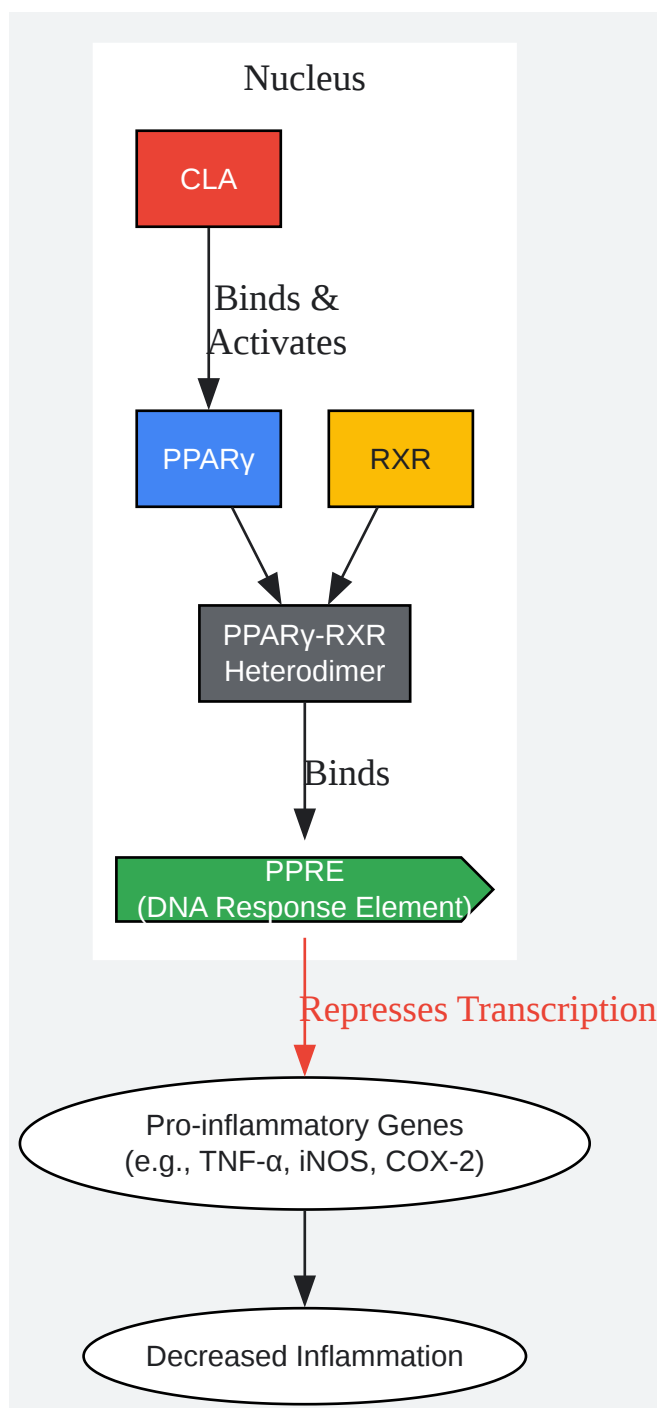 Nucleus
CLA
Binds &
Activates
PPARγ
RXR
PPARγ-RXR
Heterodimer
Binds
PPRE
(DNA Response Element)
Represses Transcription
Pro-inflammatory Genes
(e.g., TNF-α, iNOS, COX-2)
Decreased Inflammation